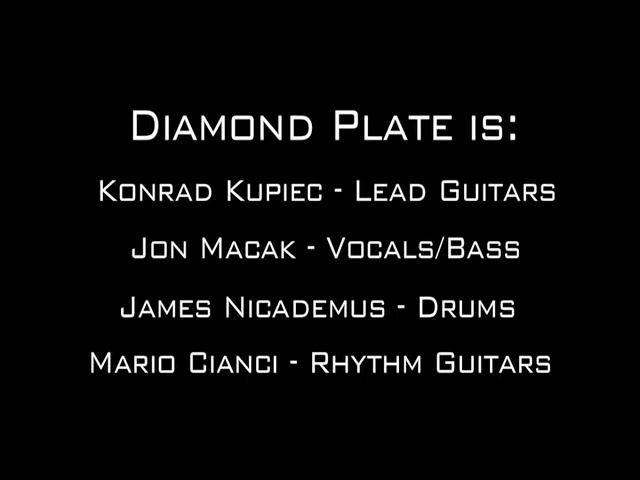 Diamond Plate is:
Konrad Kupiec - Lead Guitars
Jon Macak - Vocals/Bass
James Nicademus - Drums
Mario Cianci - Rhythm Guitars